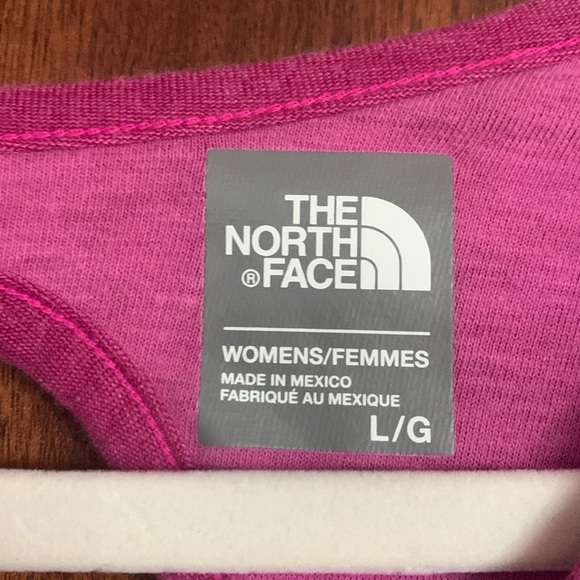 THE
NORTH
® FACE
WOMENS/FEMMES
MADE IN MEXICO
FABRIQUÉ AU MEXIQUE
L/G